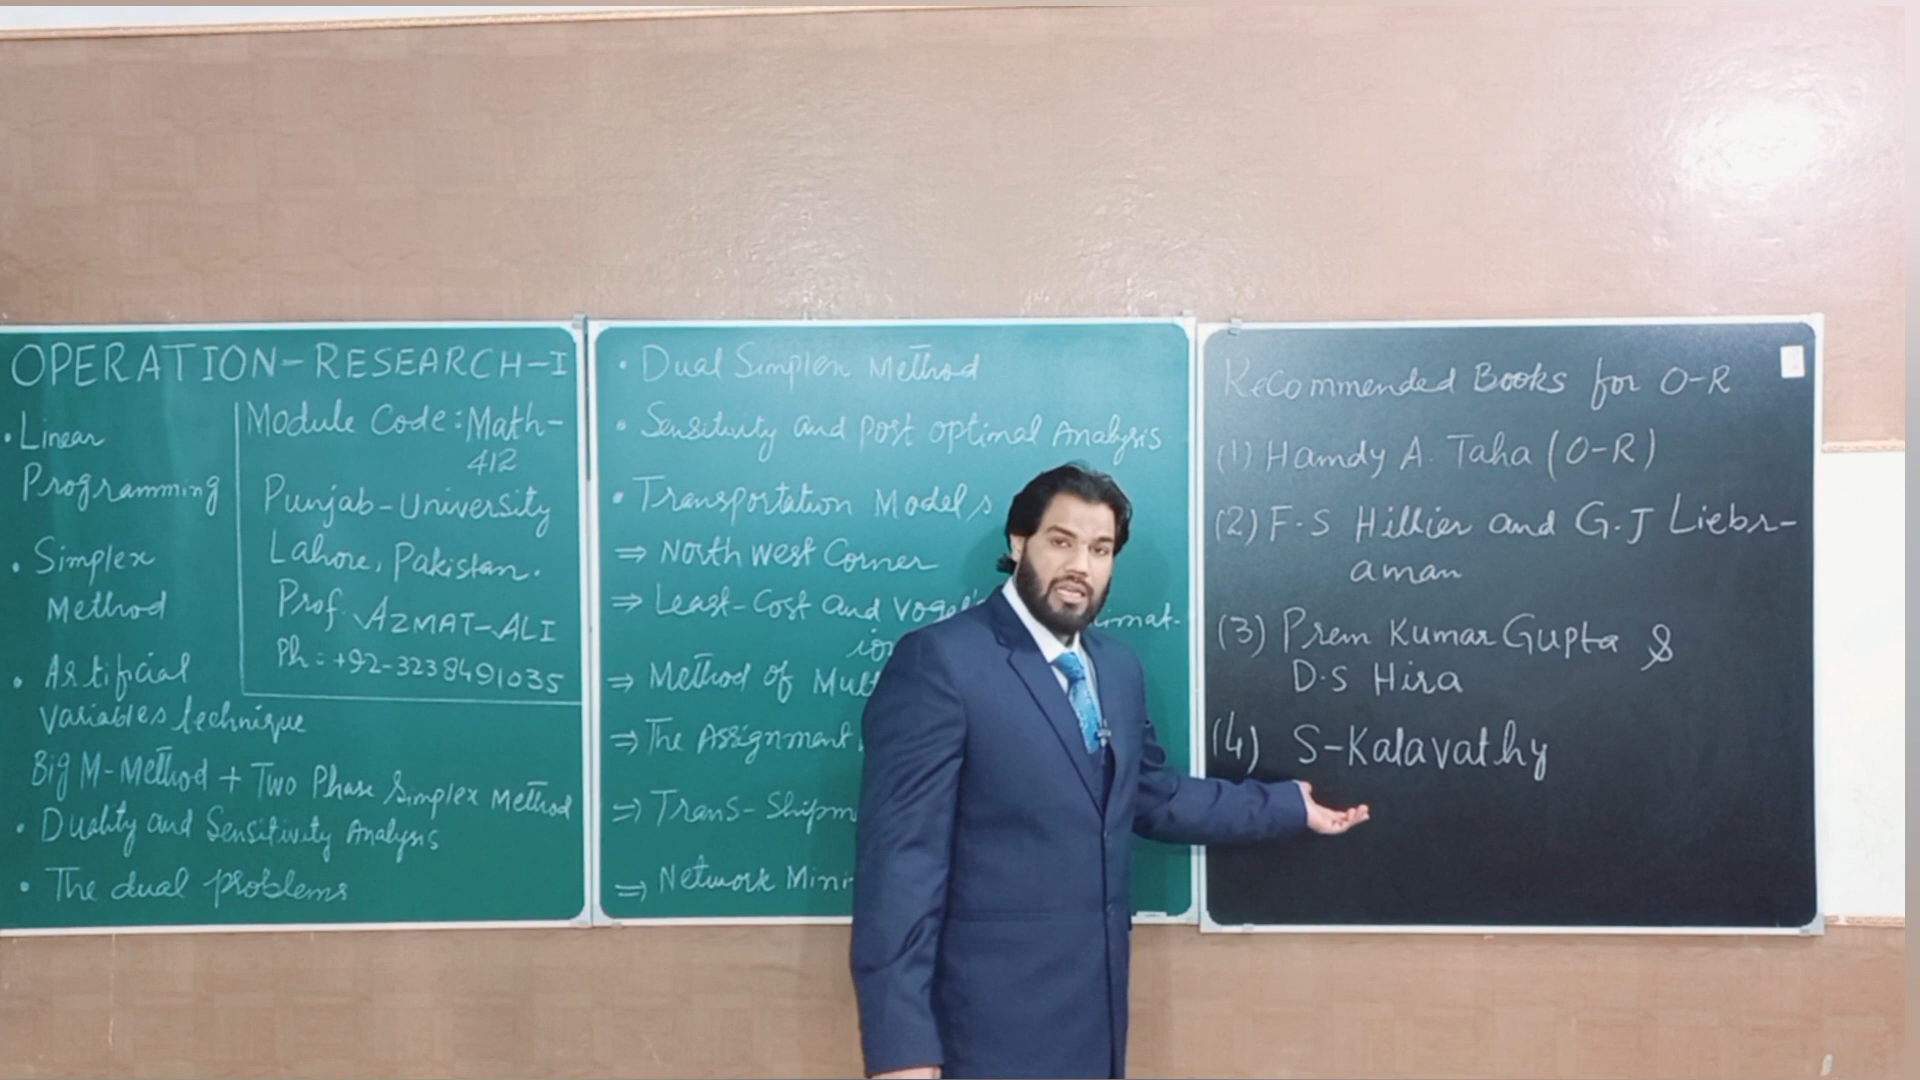 OPERATION-RESEARCH-I
• Linear
Programming
• Simplex
Method
• Artificial
Variables technique
Big M-Method + Two Phase Simplex Method
• Duality and Sensitivity Analysis
• The dual problems
Module Code: Math-
412
Punjab-University
Lahore, Pakistan.
Prof. AZMAT-ALI
Ph:=+92-3238491035
• Dual Simplex Method
• Sensitivity and post optimal Analysis
• Transportation Models
⇒ North West Corner
⇒ Least-Cost and Vogel's
⇒ Method of
⇒ The Assignment
⇒ Trans-Shipm
⇒ Network Mini
Recommended Books for O-R
(1) Hamdy A. Taha (O-R)
(2) F.S Hillier and G.J Liebr-
aman
(3) Prem Kumar Gupta &
D.S Hira
(4) S-Kalavathy